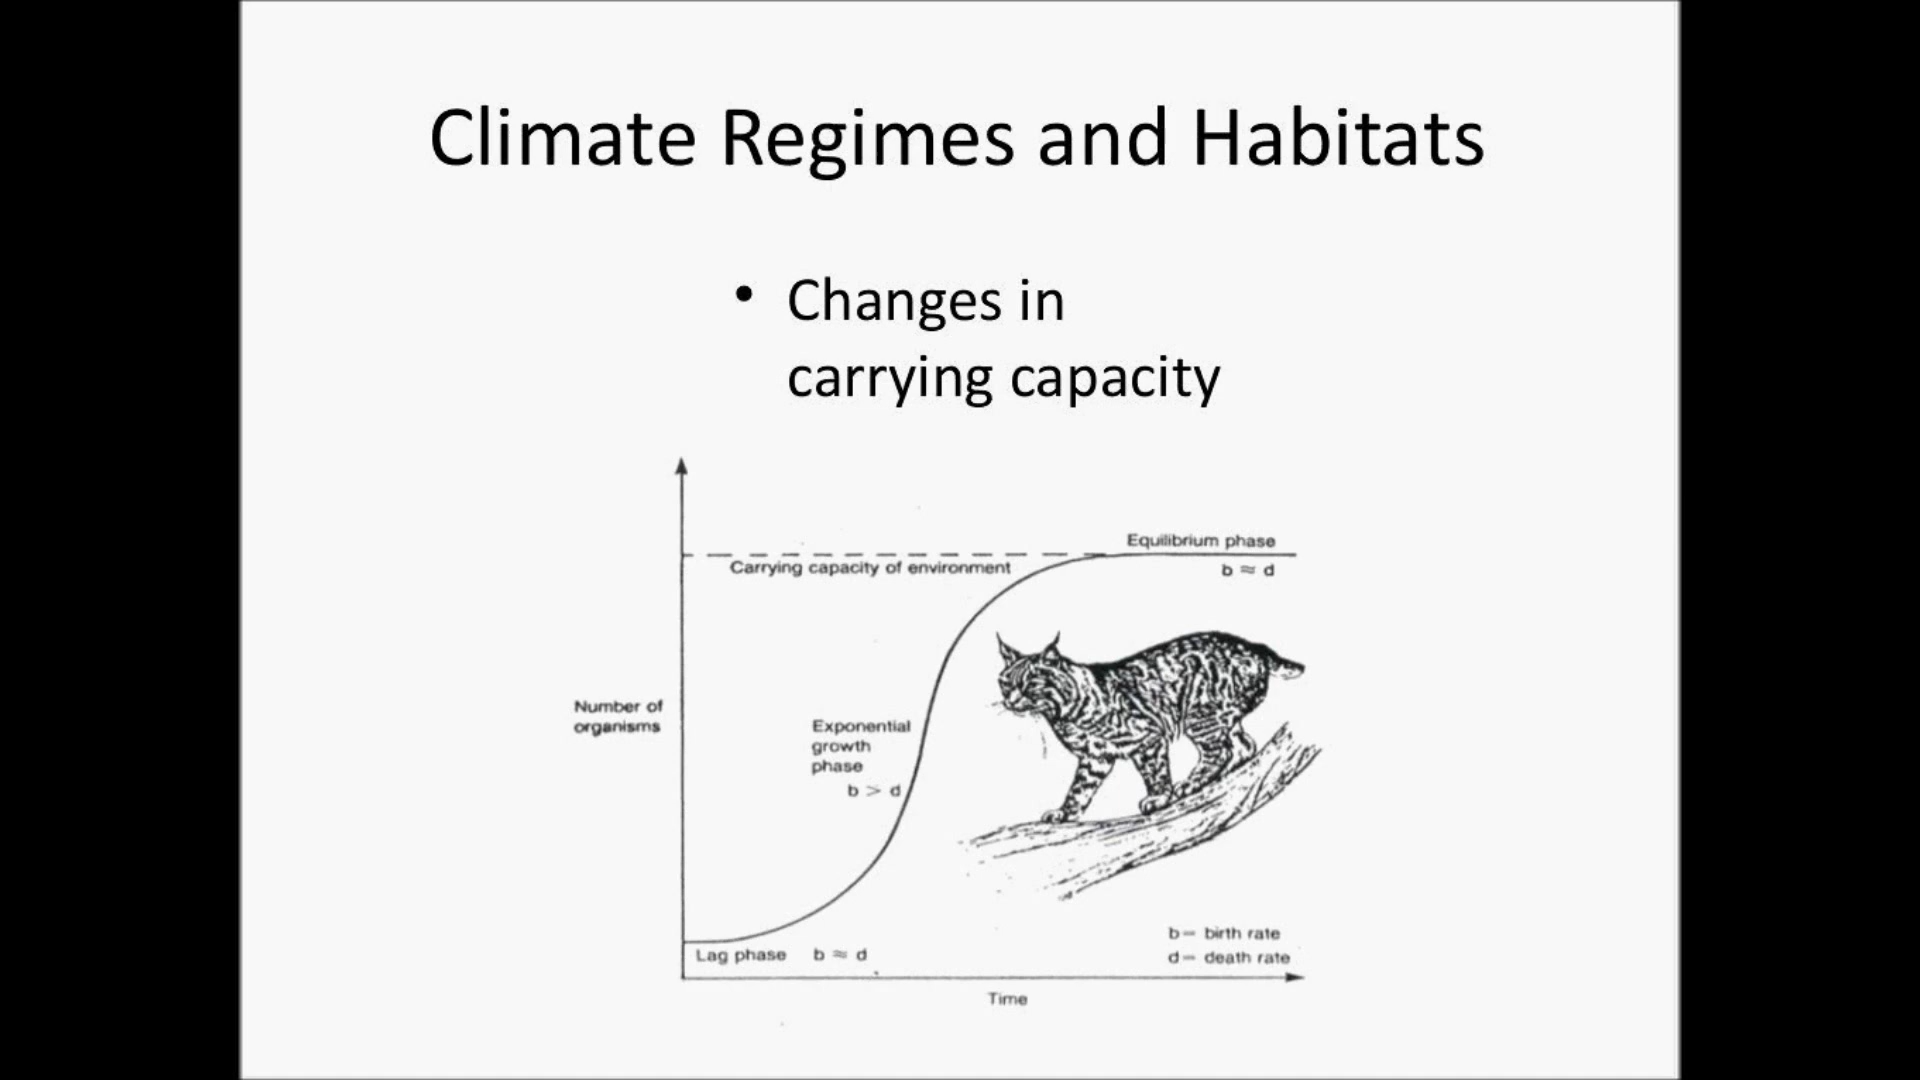 Climate Regimes and Habitats
• Changes in
carrying capacity
Equilibrium phase
b ≈ d
Carrying capacity of environment
Number of
organisms
Exponential
growth
phase
b > d
b – birth rate
d – death rate
Lag phase b ≈ d
Time